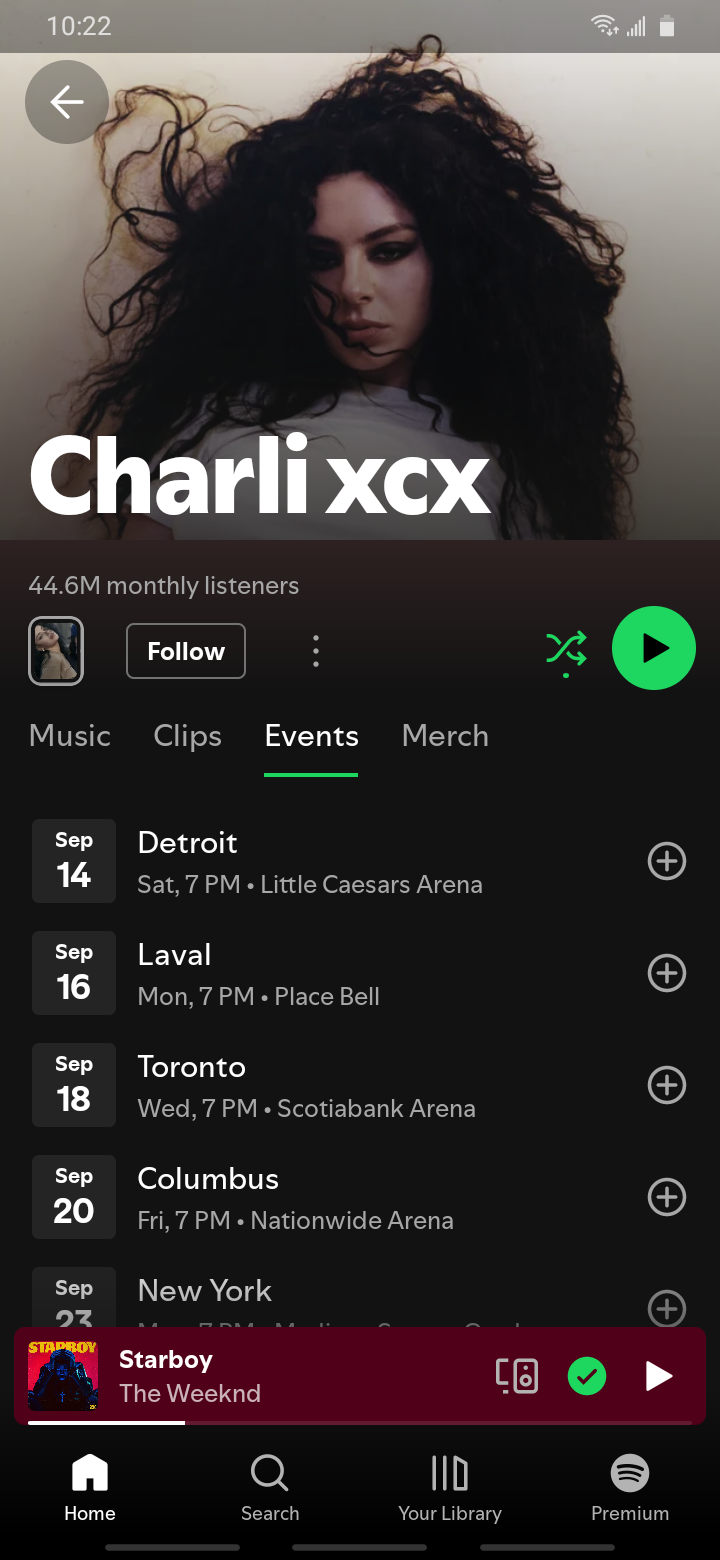 10:22
Charli xcx
44.6M monthly listeners
Follow
Music Clips Events Merch
Sep
14
Detroit
Sat, 7 PM • Little Caesars Arena
Sep
16
Laval
Mon, 7 PM • Place Bell
Sep
18
Toronto
Wed, 7 PM • Scotiabank Arena
Sep
20
Columbus
Fri, 7 PM • Nationwide Arena
Sep
23
New York
STARBOY
Starboy
The Weeknd
Home Search Your Library Premium